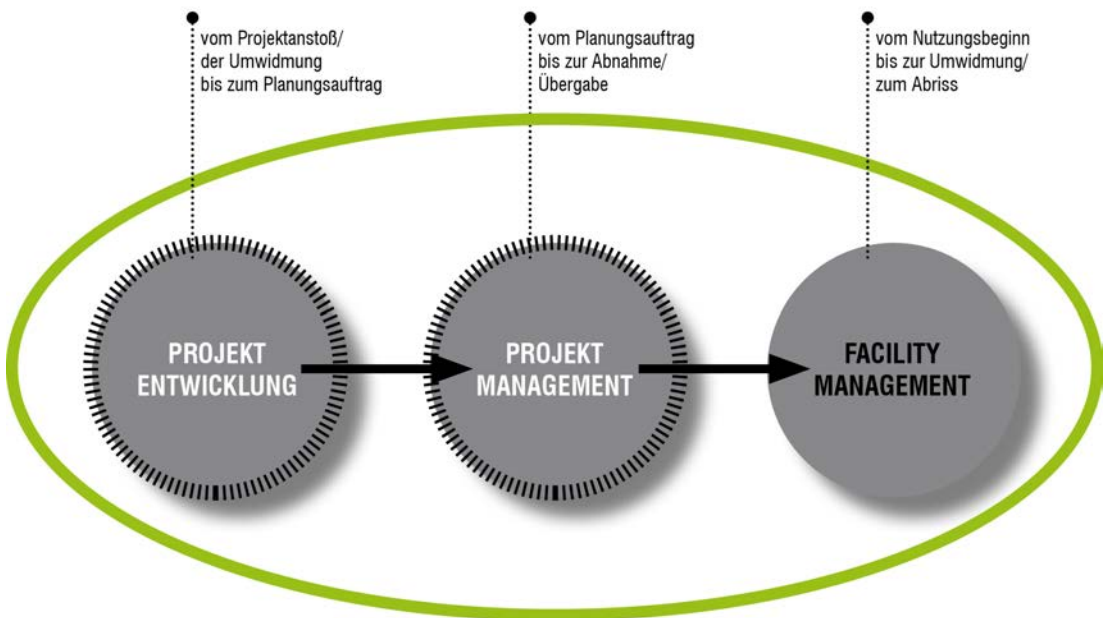 vom Projektanstoß/
der Umwidmung
bis zum Planungsauftrag
vom Planungsauftrag
bis zur Abnahme/
Übergabe
vom Nutzungsbeginn
bis zur Umwidmung/
zum Abriss
PROJEKT
ENTWICKLUNG
PROJEKT
MANAGEMENT
FACILITY
MANAGEMENT